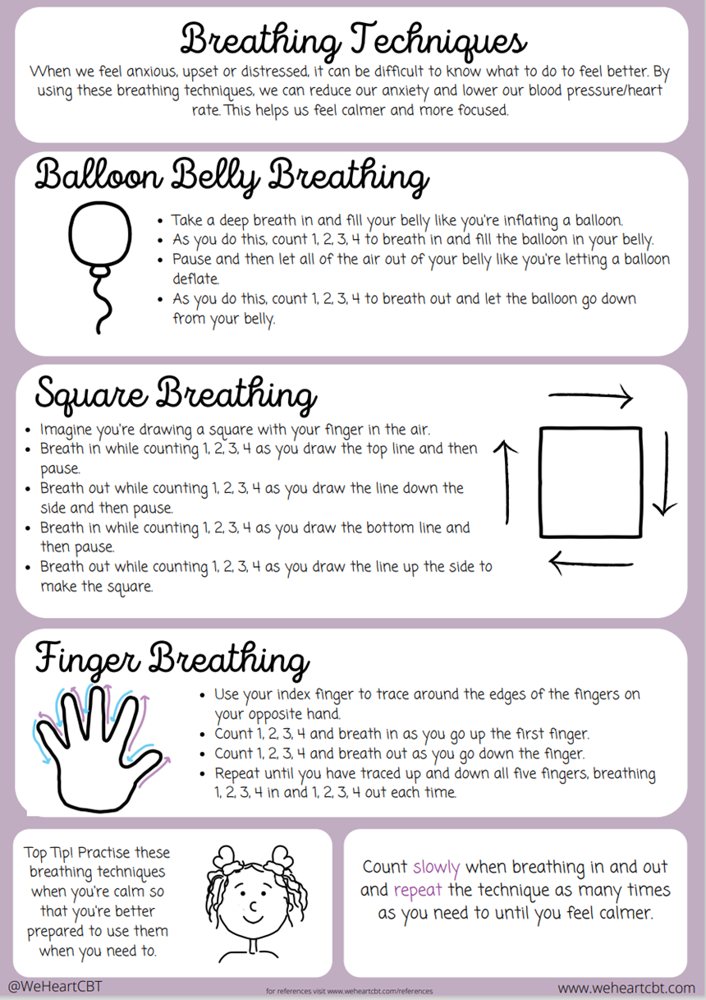 Breathing Techniques
When we feel anxious, upset or distressed, it can be difficult to know what to do to feel better. By
using these breathing techniques, we can reduce our anxiety and lower our blood pressure/heart
rate. This helps us feel calmer and more focused.
Balloon Belly Breathing
• Take a deep breath in and fill your belly like you're inflating a balloon.
• As you do this, count 1, 2, 3, 4 to breath in and fill the balloon in your belly.
• Pause and then let all of the air out of your belly like you're letting a balloon
deflate.
• As you do this, count 1, 2, 3, 4 to breath out and let the balloon go down
from your belly.
Square Breathing
• Imagine you're drawing a square with your finger in the air.
• Breath in while counting 1, 2, 3, 4 as you draw the top line and then
pause.
• Breath out while counting 1, 2, 3, 4 as you draw the line down the
side and then pause.
• Breath in while counting 1, 2, 3, 4 as you draw the bottom line and
then pause.
• Breath out while counting 1, 2, 3, 4 as you draw the line up the side to
make the square.
Finger Breathing
• Use your index finger to trace around the edges of the fingers on
your opposite hand.
• Count 1, 2, 3, 4 and breath in as you go up the first finger.
• Count 1, 2, 3, 4 and breath out as you go down the finger.
• Repeat until you have traced up and down all five fingers, breathing
1, 2, 3, 4 in and 1, 2, 3, 4 out each time.
Top Tip! Practise these
breathing techniques
when you're calm so
that you're better
prepared to use them
when you need to.
Count slowly when breathing in and out
and repeat the technique as many times
as you need to until you feel calmer.
@WeHeartCBT
for references visit www.weheartcbt.com/references
www.weheartcbt.com